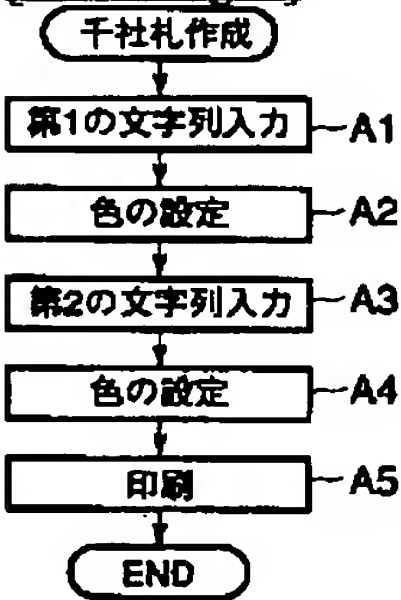 千社札作成
第1の文字列入力 A1
色の設定 A2
第2の文字列入力 A3
色の設定 A4
印刷 A5
END